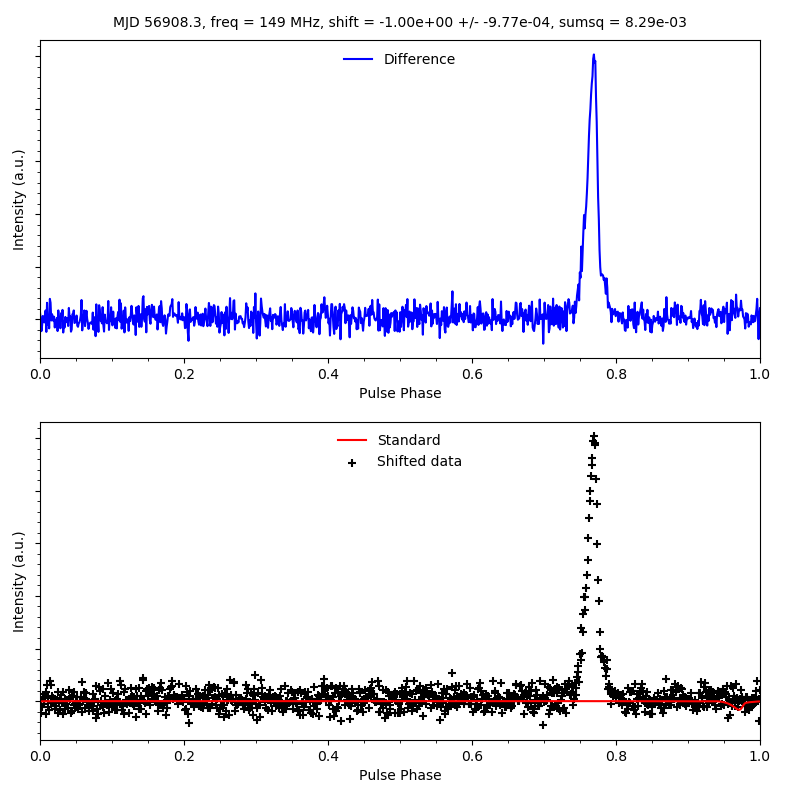 MJD 56908.3, freq = 149 MHz, shift = -1.00e+00 +/- -9.77e-04, sumsq = 8.29e-03
Difference
Intensity (a.u.)
0.0 0.2 0.4 0.6 0.8 1.0
Pulse Phase
Standard
Shifted data
Intensity (a.u.)
0.0 0.2 0.4 0.6 0.8 1.0
Pulse Phase